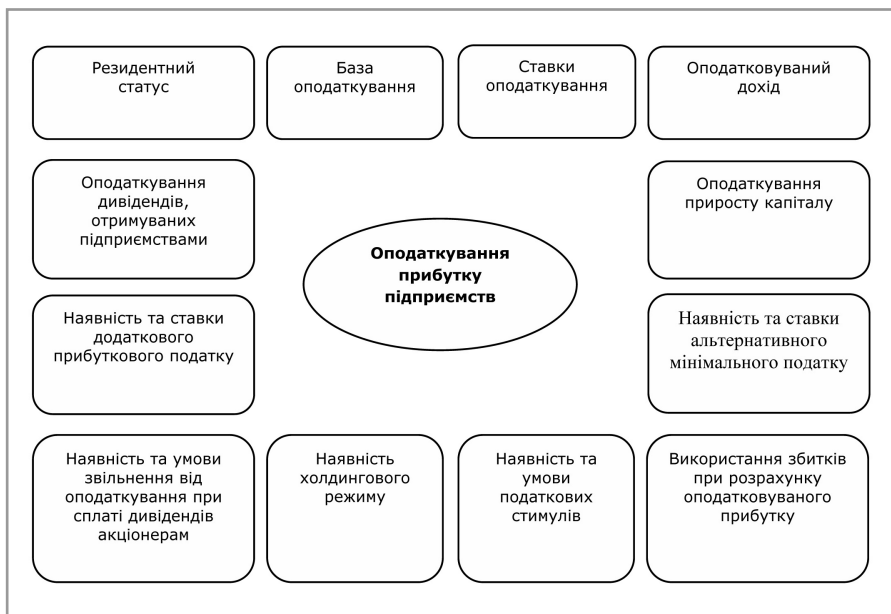 Резидентний
статус
База
оподаткування
Ставки
оподаткування
Оподатковуваний
дохід
Оподаткування
дивідендів,
отримуваних
підприємствами
Оподаткування
приросту капіталу
Оподаткування
прибутку
підприємств
Наявність та ставки
додаткового
прибуткового податку
Наявність та ставки
альтернативного
мінімального податку
Наявність та умови
звільнення від
оподаткування при
сплаті дивідендів
акціонерам
Наявність
холдингового
режиму
Наявність та
умови
податкових
стимулів
Використання збитків
при розрахунку
оподатковуваного
прибутку